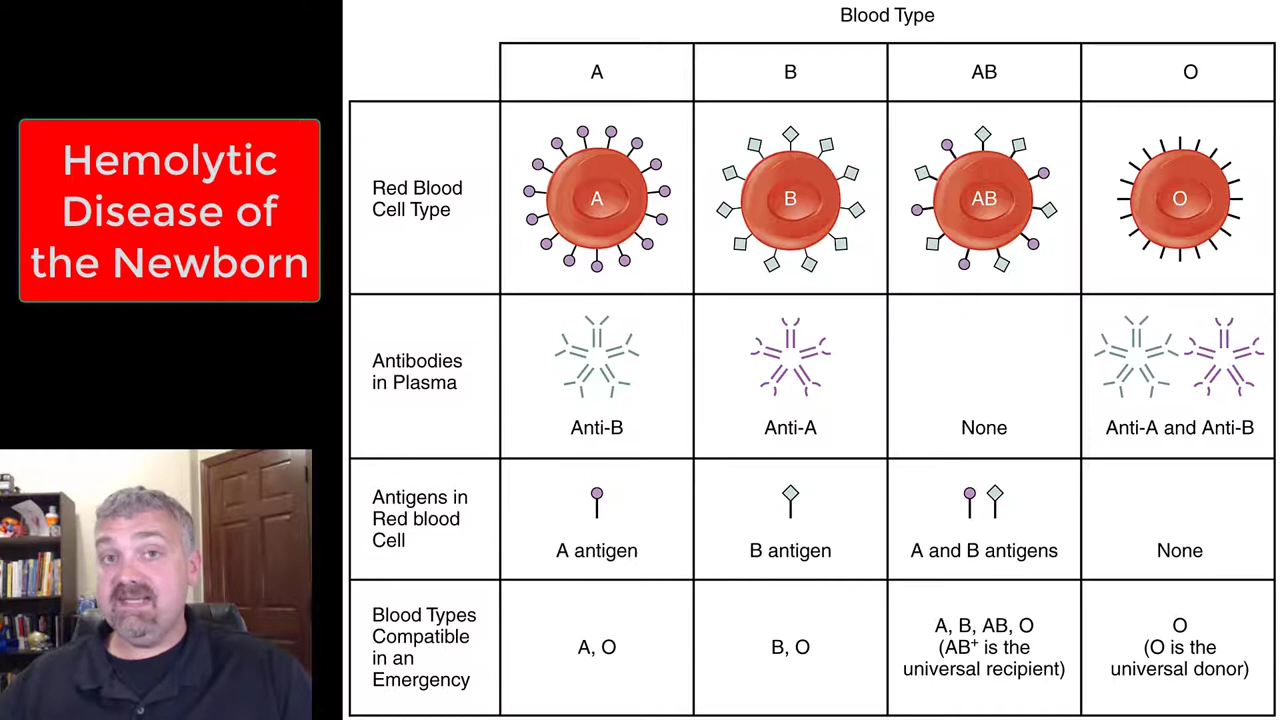 Hemolytic
Disease of
the Newborn
Blood Type
A
B
AB
O
Red Blood
Cell Type
A
B
AB
O
Antibodies
in Plasma
Anti-B
Anti-A
None
Anti-A and Anti-B
Antigens in
Red blood
Cell
A antigen
B antigen
A and B antigens
None
Blood Types
Compatible
in an
Emergency
A, O
B, O
A, B, AB, O
(AB⁺ is the
universal recipient)
O
(O is the
universal donor)